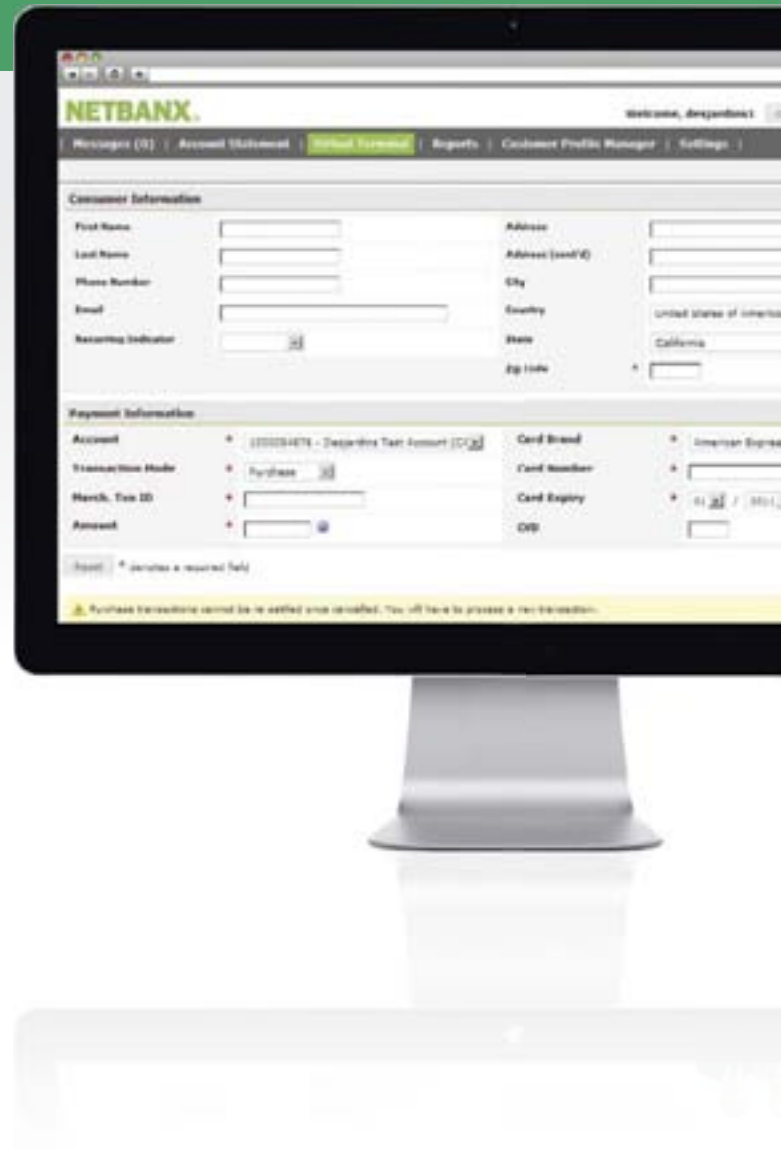 NETBANX.
Welcome, desjardins1
Messages (0) | Account Statement | Virtual Terminal | Reports | Customer Profile Manager | Settings |
Consumer Information
First Name
Address
Last Name
Address (cont'd)
Phone Number
City
Email
Country
United States of America
Recurring Indicator
State
California
Zip Code *
Payment Information
Account * - Desjardins Test Account
Card Brand * American Expres
Transaction Mode * Purchase
Card Number *
Merch. Txn ID *
Card Expiry * 01 /
Amount *
CVD
Reset * denotes a required field
Purchase transactions cannot be re-settled once cancelled. You will have to process a new transaction.